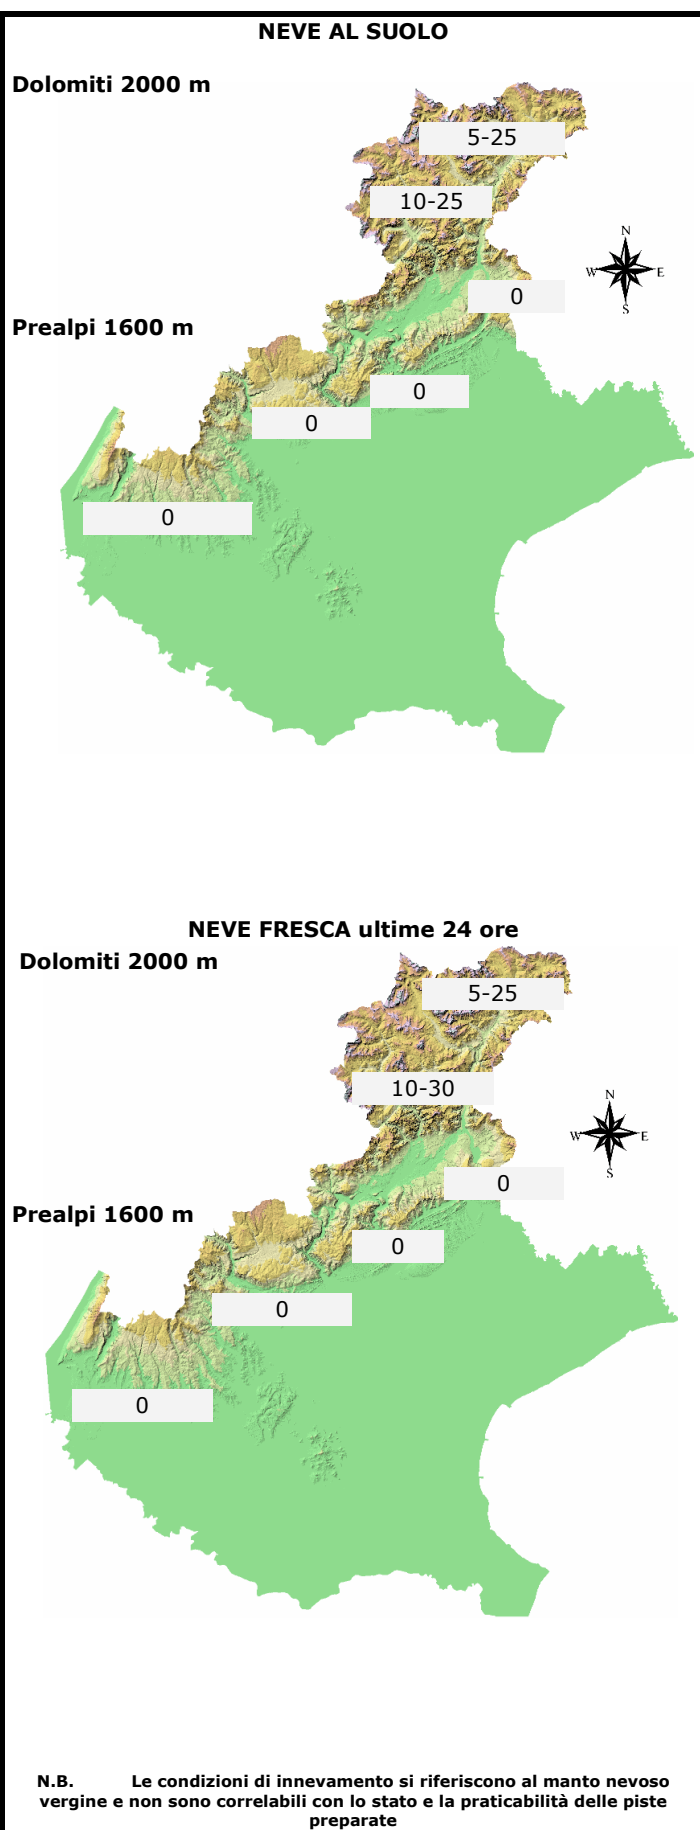 NEVE AL SUOLO
Dolomiti 2000 m
5-25
10-25
N
W E
S
0
Prealpi 1600 m
0
0
0
NEVE FRESCA ultime 24 ore
Dolomiti 2000 m
5-25
10-30
N
W E
S
0
Prealpi 1600 m
0
0
0
N.B. Le condizioni di innevamento si riferiscono al manto nevoso
vergine e non sono correlabili con lo stato e la praticabilità delle piste
preparate